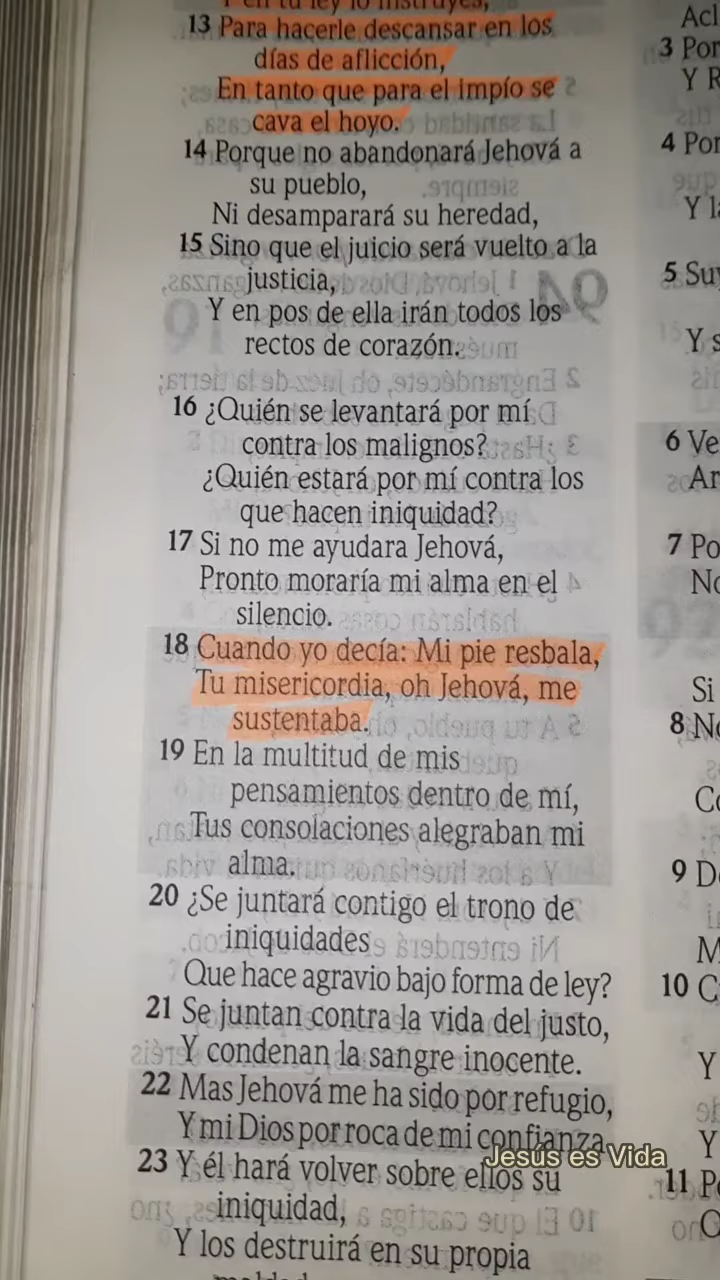 Y en tu ley lo instruyes,
13 Para hacerle descansar en los
días de aflicción,
En tanto que para el impío se
cava el hoyo.
14 Porque no abandonará Jehová a
su pueblo,
Ni desamparará su heredad,
15 Sino que el juicio será vuelto a la
justicia,
Y en pos de ella irán todos los
rectos de corazón.
16 ¿Quién se levantará por mí
contra los malignos?
¿Quién estará por mí contra los
que hacen iniquidad?
17 Si no me ayudara Jehová,
Pronto moraría mi alma en el
silencio.
18 Cuando yo decía: Mi pie resbala,
Tu misericordia, oh Jehová, me
sustentaba.
19 En la multitud de mis
pensamientos dentro de mí,
Tus consolaciones alegraban mi
alma.
20 ¿Se juntará contigo el trono de
iniquidades
Que hace agravio bajo forma de ley?
21 Se juntan contra la vida del justo,
Y condenan la sangre inocente.
22 Mas Jehová me ha sido por refugio,
Y mi Dios por roca de mi confianza.
23 Y él hará volver sobre ellos su
iniquidad,
Y los destruirá en su propia
Jesús es Vida
3 Por
Y
4 Por
Y
5
Y
6
7
8
9
10
Y
Y
11